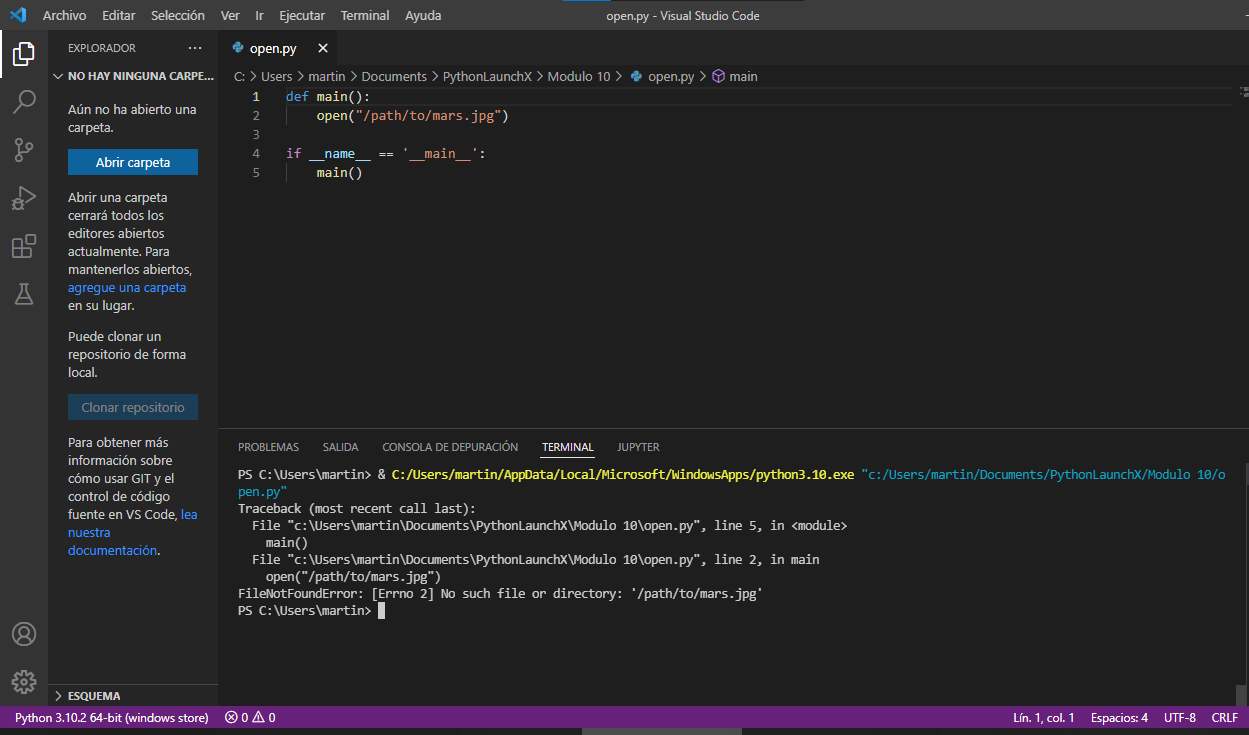 Archivo Editar Selección Ver Ir Ejecutar Terminal Ayuda open.py - Visual Studio Code
EXPLORADOR ···
NO HAY NINGUNA CARPE...
Aún no ha abierto una
carpeta.
Abrir carpeta
Abrir una carpeta
cerrará todos los
editores abiertos
actualmente. Para
mantenerlos abiertos,
agregue una carpeta
en su lugar.
Puede clonar un
repositorio de forma
local.
Clonar repositorio
Para obtener más
información sobre
cómo usar GIT y el
control de código
fuente en VS Code, lea
nuestra
documentación.
ESQUEMA
open.py
C: > Users > martin > Documents > PythonLaunchX > Modulo 10 > open.py > main
1 def main():
2     open("/path/to/mars.jpg")
3
4 if __name__ == '__main__':
5     main()
PROBLEMAS SALIDA CONSOLA DE DEPURACIÓN TERMINAL JUPYTER
PS C:\Users\martin> & C:/Users/martin/AppData/Local/Microsoft/WindowsApps/python3.10.exe "c:/Users/martin/Documents/PythonLaunchX/Modulo 10/o
pen.py"
Traceback (most recent call last):
  File "c:\Users\martin\Documents\PythonLaunchX\Modulo 10\open.py", line 5, in <module>
    main()
  File "c:\Users\martin\Documents\PythonLaunchX\Modulo 10\open.py", line 2, in main
    open("/path/to/mars.jpg")
FileNotFoundError: [Errno 2] No such file or directory: '/path/to/mars.jpg'
PS C:\Users\martin>
Python 3.10.2 64-bit (windows store) 0 0 Lín. 1, col. 1 Espacios: 4 UTF-8 CRLF